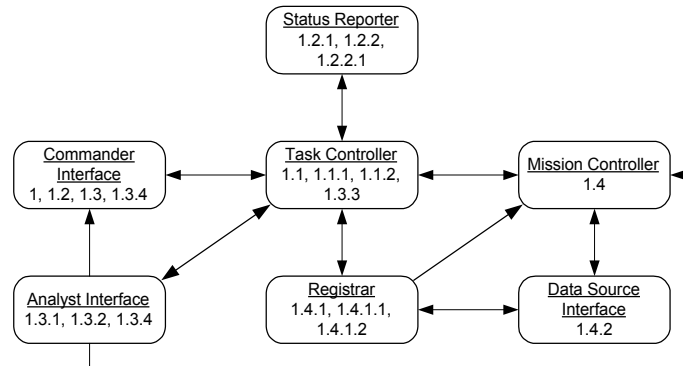 Status Reporter
1.2.1, 1.2.2,
1.2.2.1
Commander
Interface
1, 1.2, 1.3, 1.3.4
Task Controller
1.1, 1.1.1, 1.1.2,
1.3.3
Mission Controller
1.4
Analyst Interface
1.3.1, 1.3.2, 1.3.4
Registrar
1.4.1, 1.4.1.1,
1.4.1.2
Data Source
Interface
1.4.2